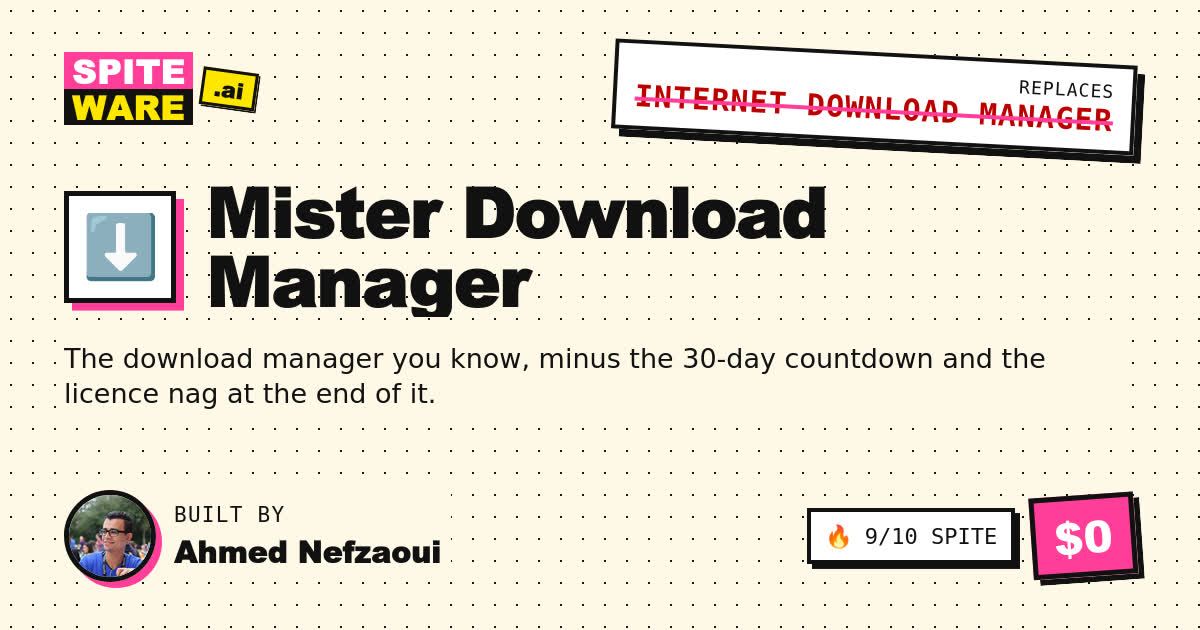 SPITE
WARE
.ai
REPLACES
INTERNET DOWNLOAD MANAGER
Mister Download
Manager
The download manager you know, minus the 30-day countdown and the
licence nag at the end of it.
BUILT BY
Ahmed Nefzaoui
9/10 SPITE
$0